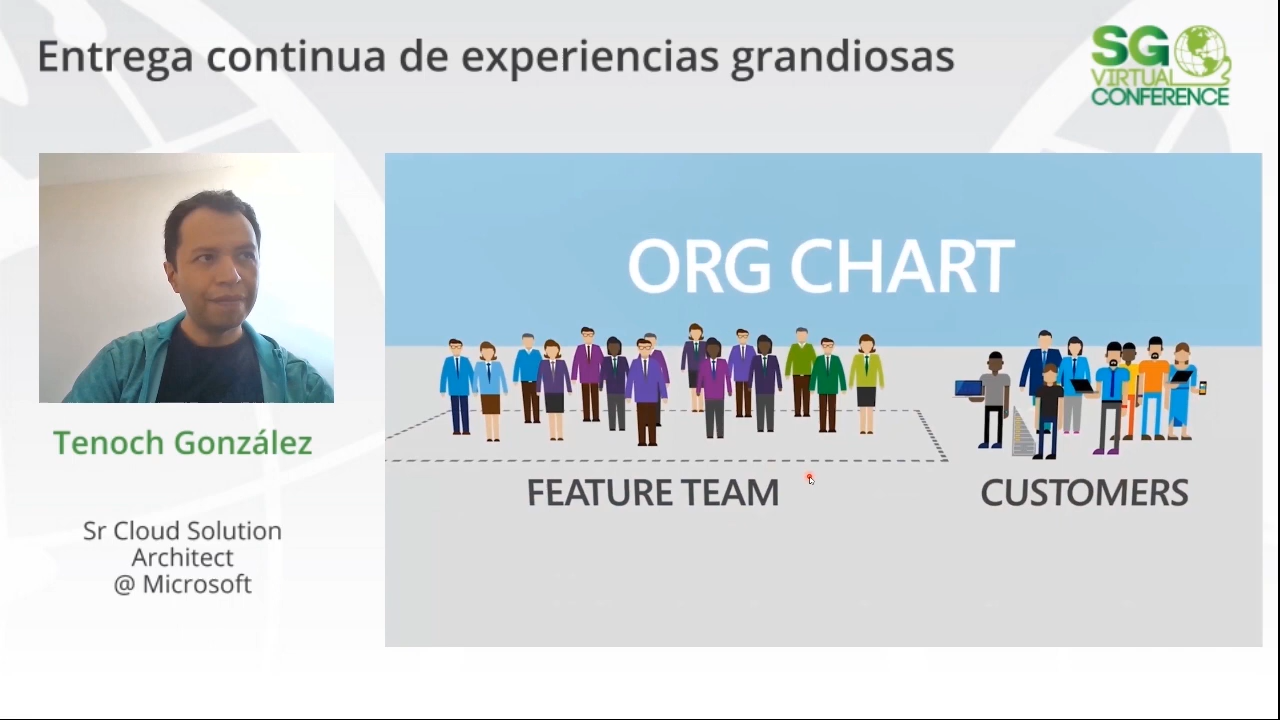 Entrega continua de experiencias grandiosas
SG
VIRTUAL
CONFERENCE
ORG CHART
FEATURE TEAM
CUSTOMERS
Tenoch González
Sr Cloud Solution
Architect
@ Microsoft